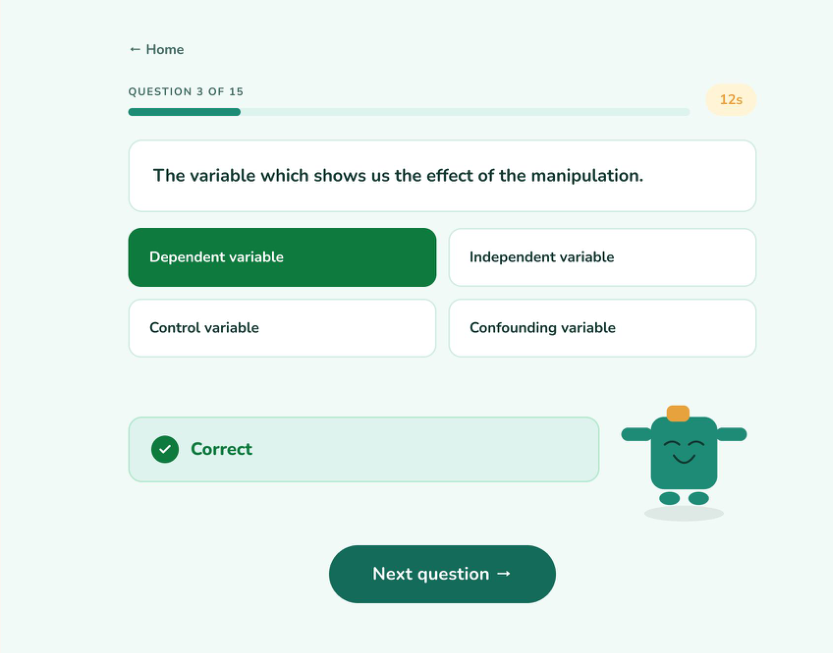 ← Home
QUESTION 3 OF 15
12s
The variable which shows us the effect of the manipulation.
Dependent variable
Independent variable
Control variable
Confounding variable
Correct
Next question →